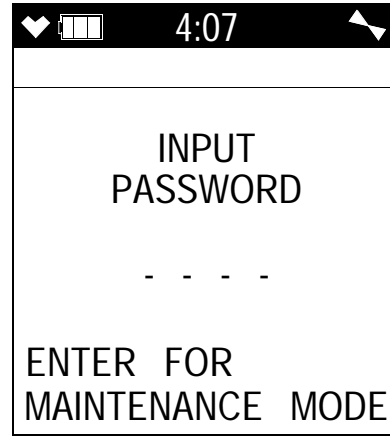 4:07
INPUT
PASSWORD
- - - -
ENTER FOR
MAINTENANCE MODE